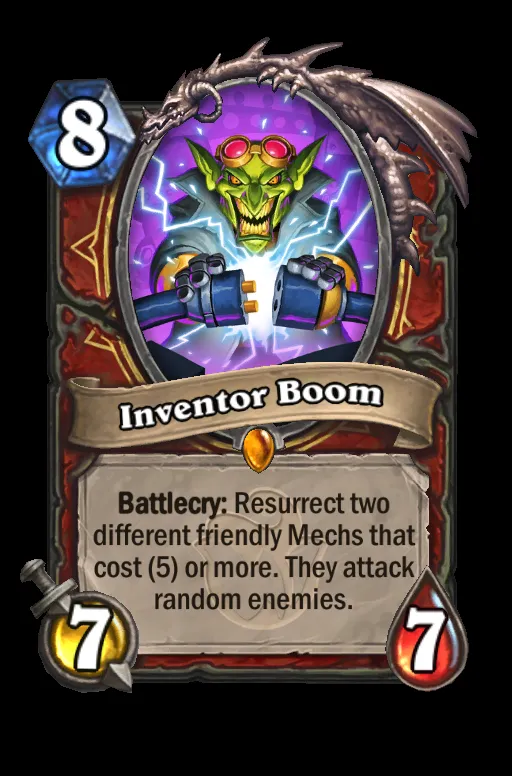 8
Inventor Boom
Battlecry: Resurrect two
different friendly Mechs that
cost (5) or more. They attack
random enemies.
7
7